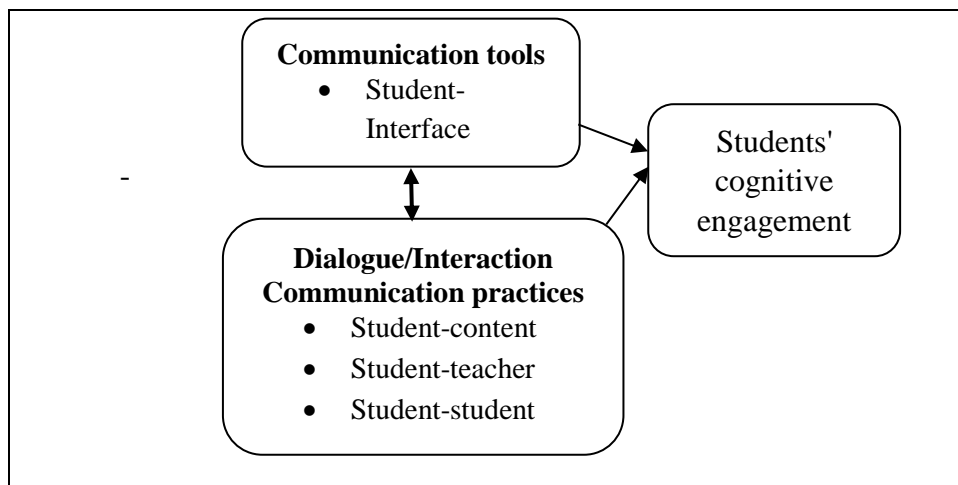 Communication tools
• Student-
Interface
Students'
cognitive
engagement
-
Dialogue/Interaction
Communication practices
• Student-content
• Student-teacher
• Student-student